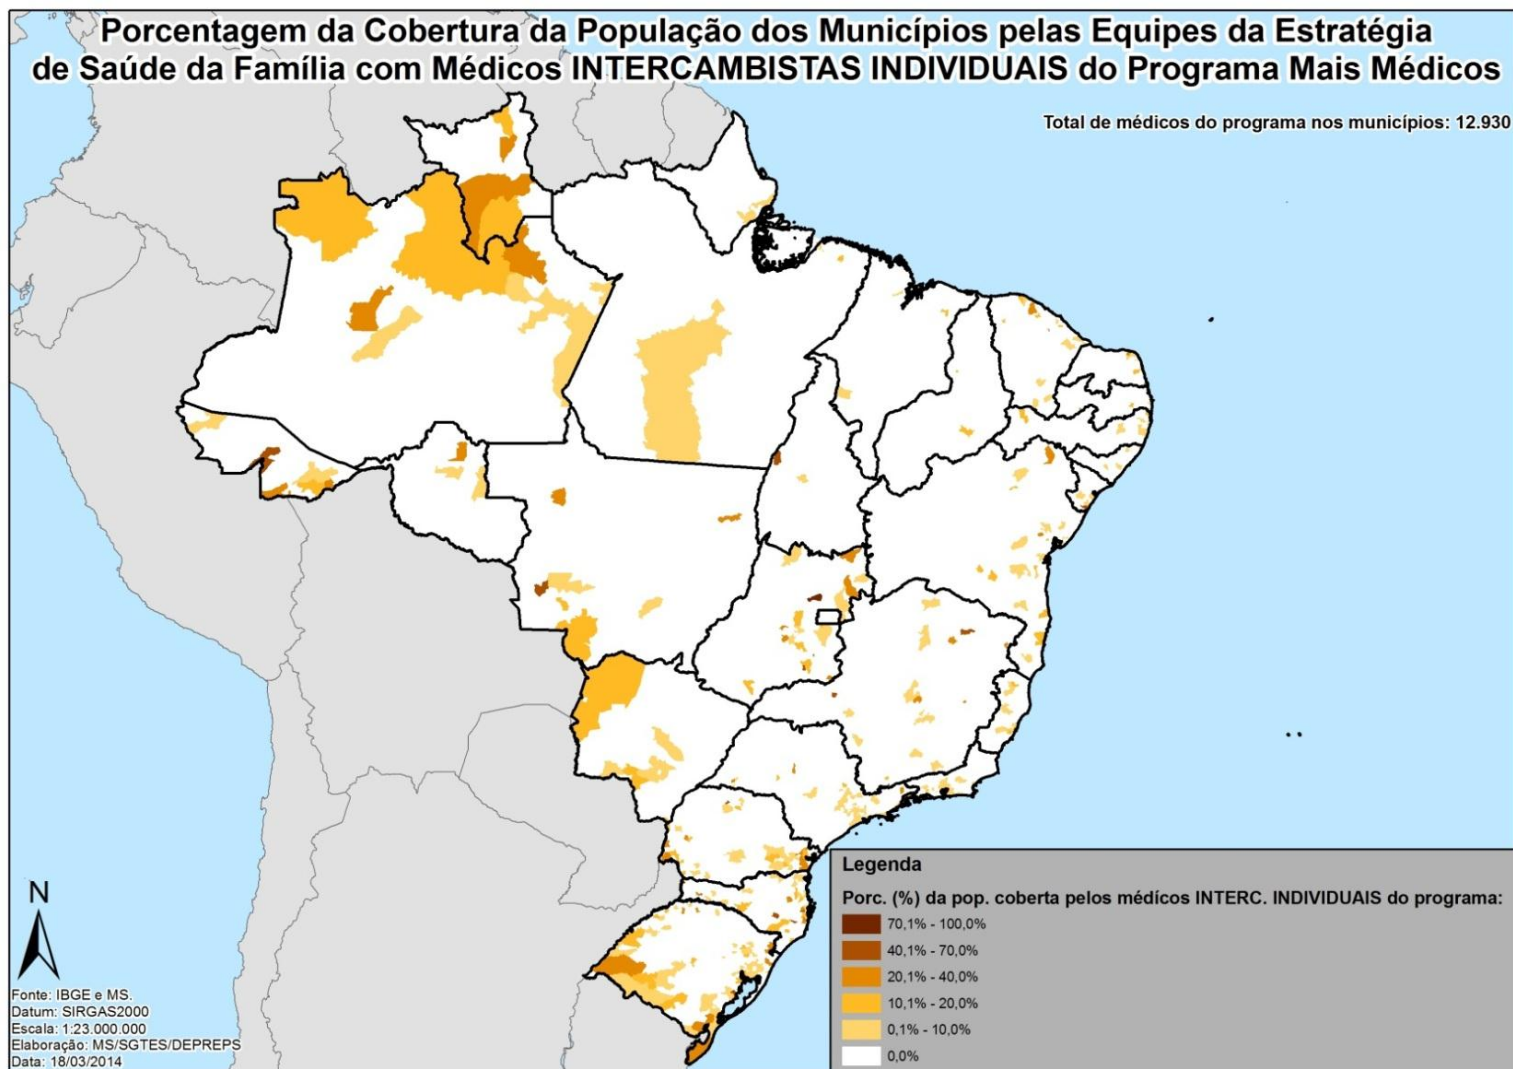 Porcentagem da Cobertura da População dos Municípios pelas Equipes da Estratégia
de Saúde da Família com Médicos INTERCAMBISTAS INDIVIDUAIS do Programa Mais Médicos
Total de médicos do programa nos municípios: 12.930
N
Fonte: IBGE e MS.
Datum: SIRGAS2000
Escala: 1:23.000.000
Elaboração: MS/SGTES/DEPREPS
Data: 18/03/2014
Legenda
Porc. (%) da pop. coberta pelos médicos INTERC. INDIVIDUAIS do programa:
70,1% - 100,0%
40,1% - 70,0%
20,1% - 40,0%
10,1% - 20,0%
0,1% - 10,0%
0,0%